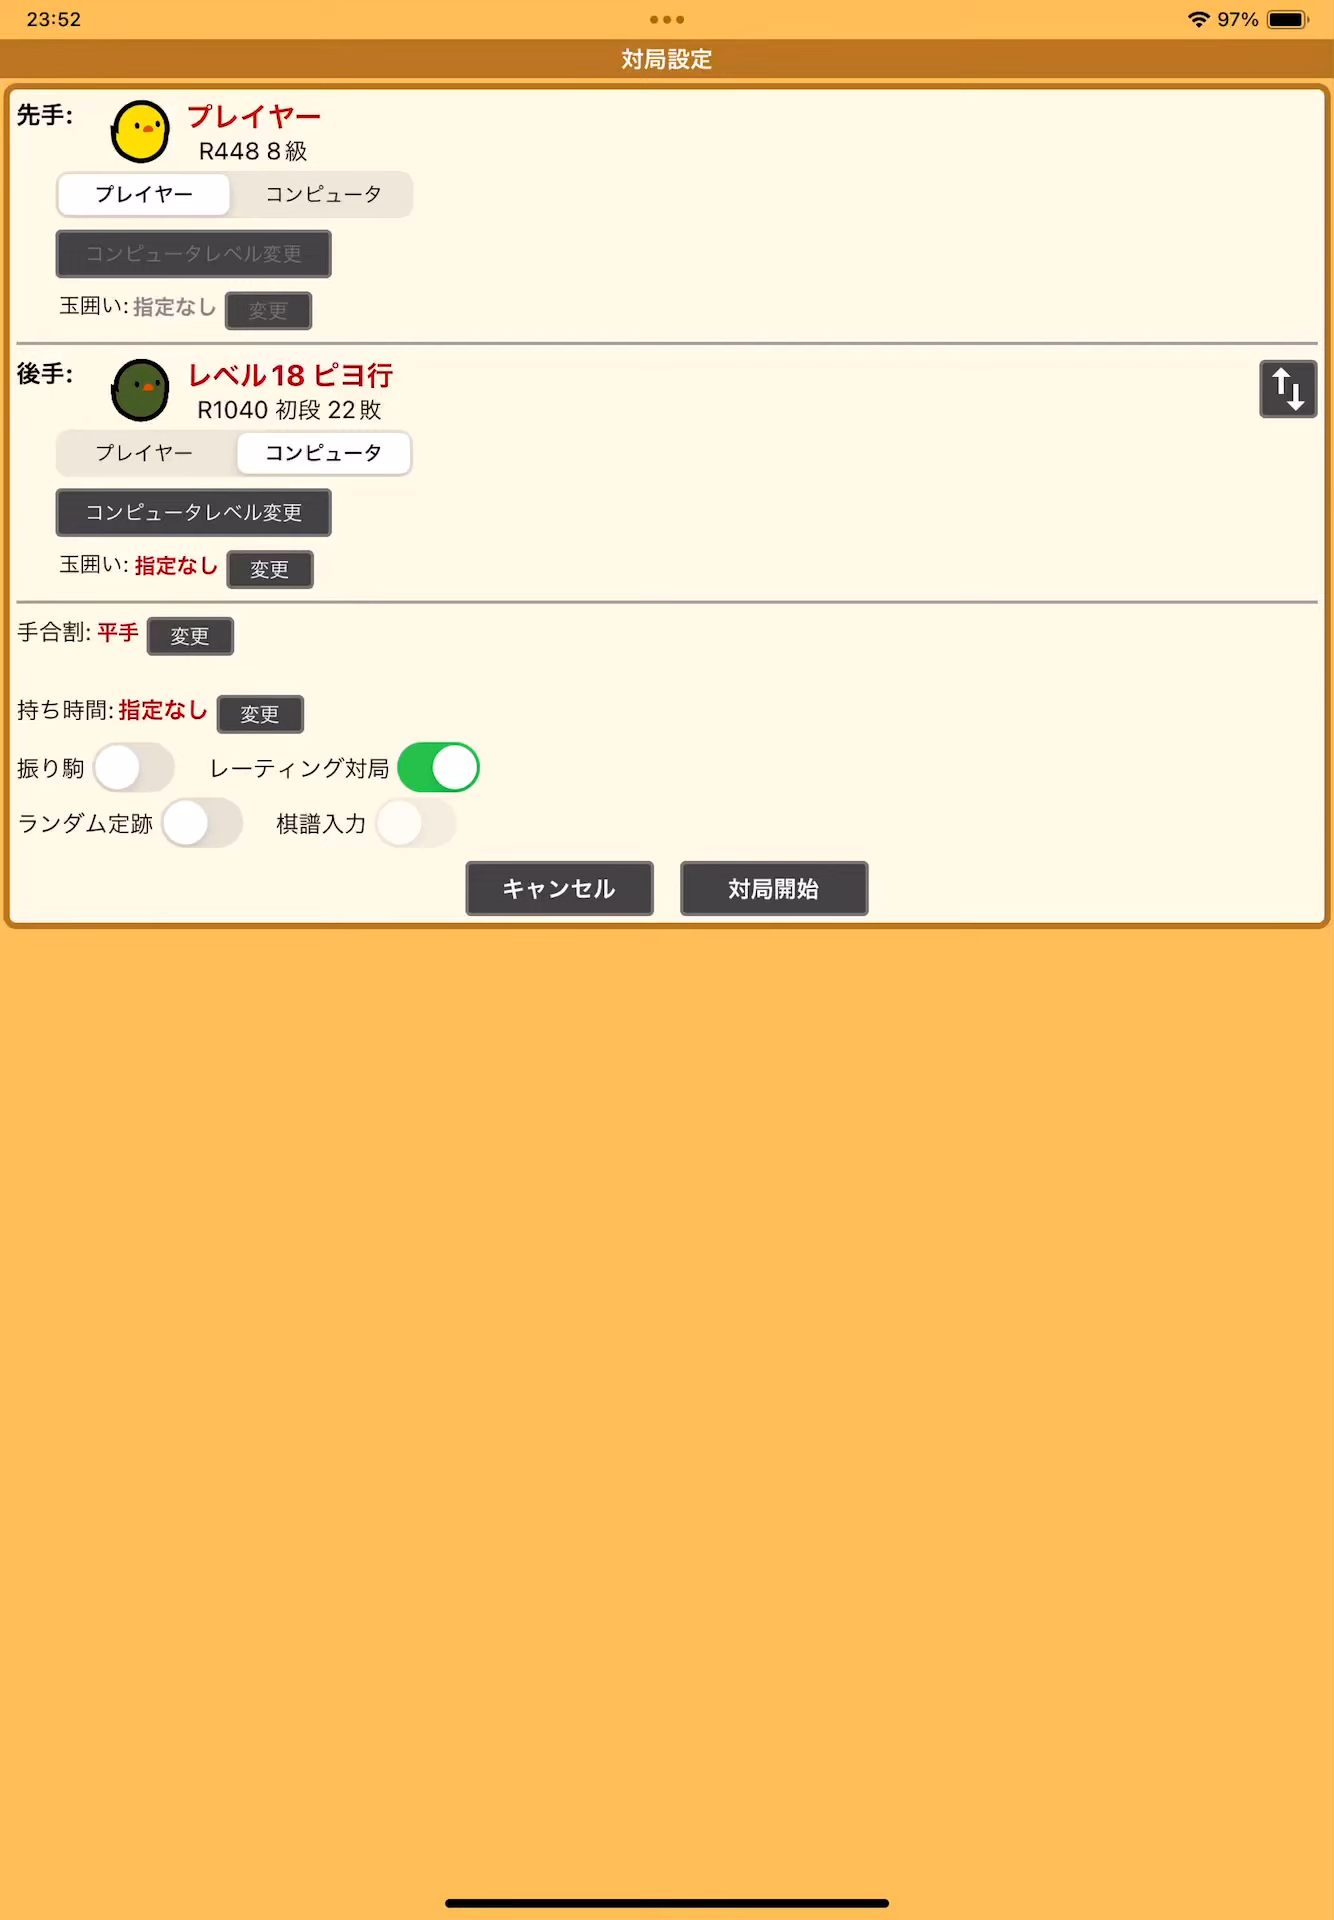 23:52
97%
対局設定
先手:
プレイヤー
R448 8級
プレイヤー コンピュータ
コンピュータレベル変更
玉囲い: 指定なし 変更
後手:
レベル18 ピヨ行
R1040 初段 22敗
プレイヤー コンピュータ
コンピュータレベル変更
玉囲い: 指定なし 変更
手合割: 平手 変更
持ち時間: 指定なし 変更
振り駒 レーティング対局
ランダム定跡 棋譜入力
キャンセル 対局開始